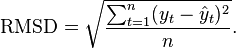 RMSD = \sqrt{\frac{\sum_{t=1}^{n}(y_t - \hat{y}_t)^2}{n}}.